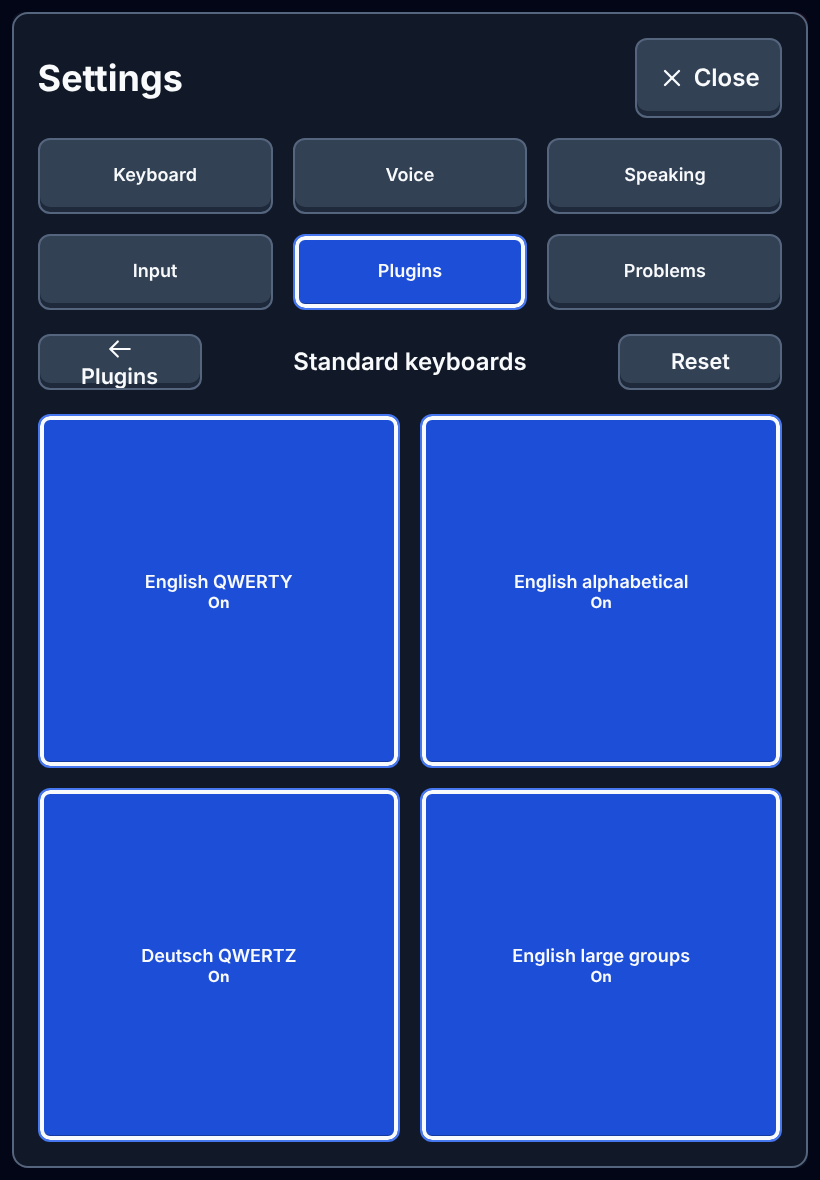 Settings
Close
Keyboard
Voice
Speaking
Input
Plugins
Problems
Plugins
Standard keyboards
Reset
English QWERTY
On
English alphabetical
On
Deutsch QWERTZ
On
English large groups
On